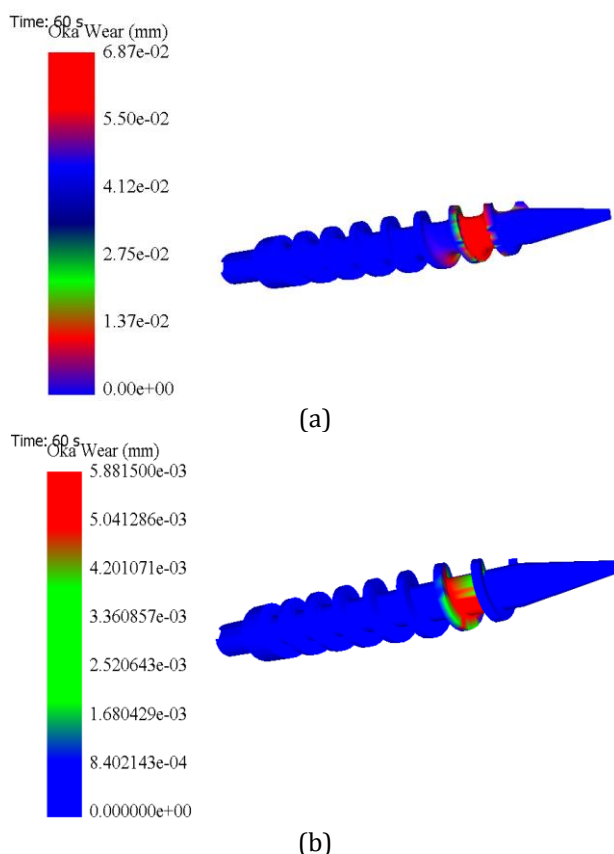 Time: 60 s
Oka Wear (mm)
6.87e-02
5.50e-02
4.12e-02
2.75e-02
1.37e-02
0.00e+00
(a)
Time: 60 s
Oka Wear (mm)
5.881500e-03
5.041286e-03
4.201071e-03
3.360857e-03
2.520643e-03
1.680429e-03
8.402143e-04
0.000000e+00
(b)